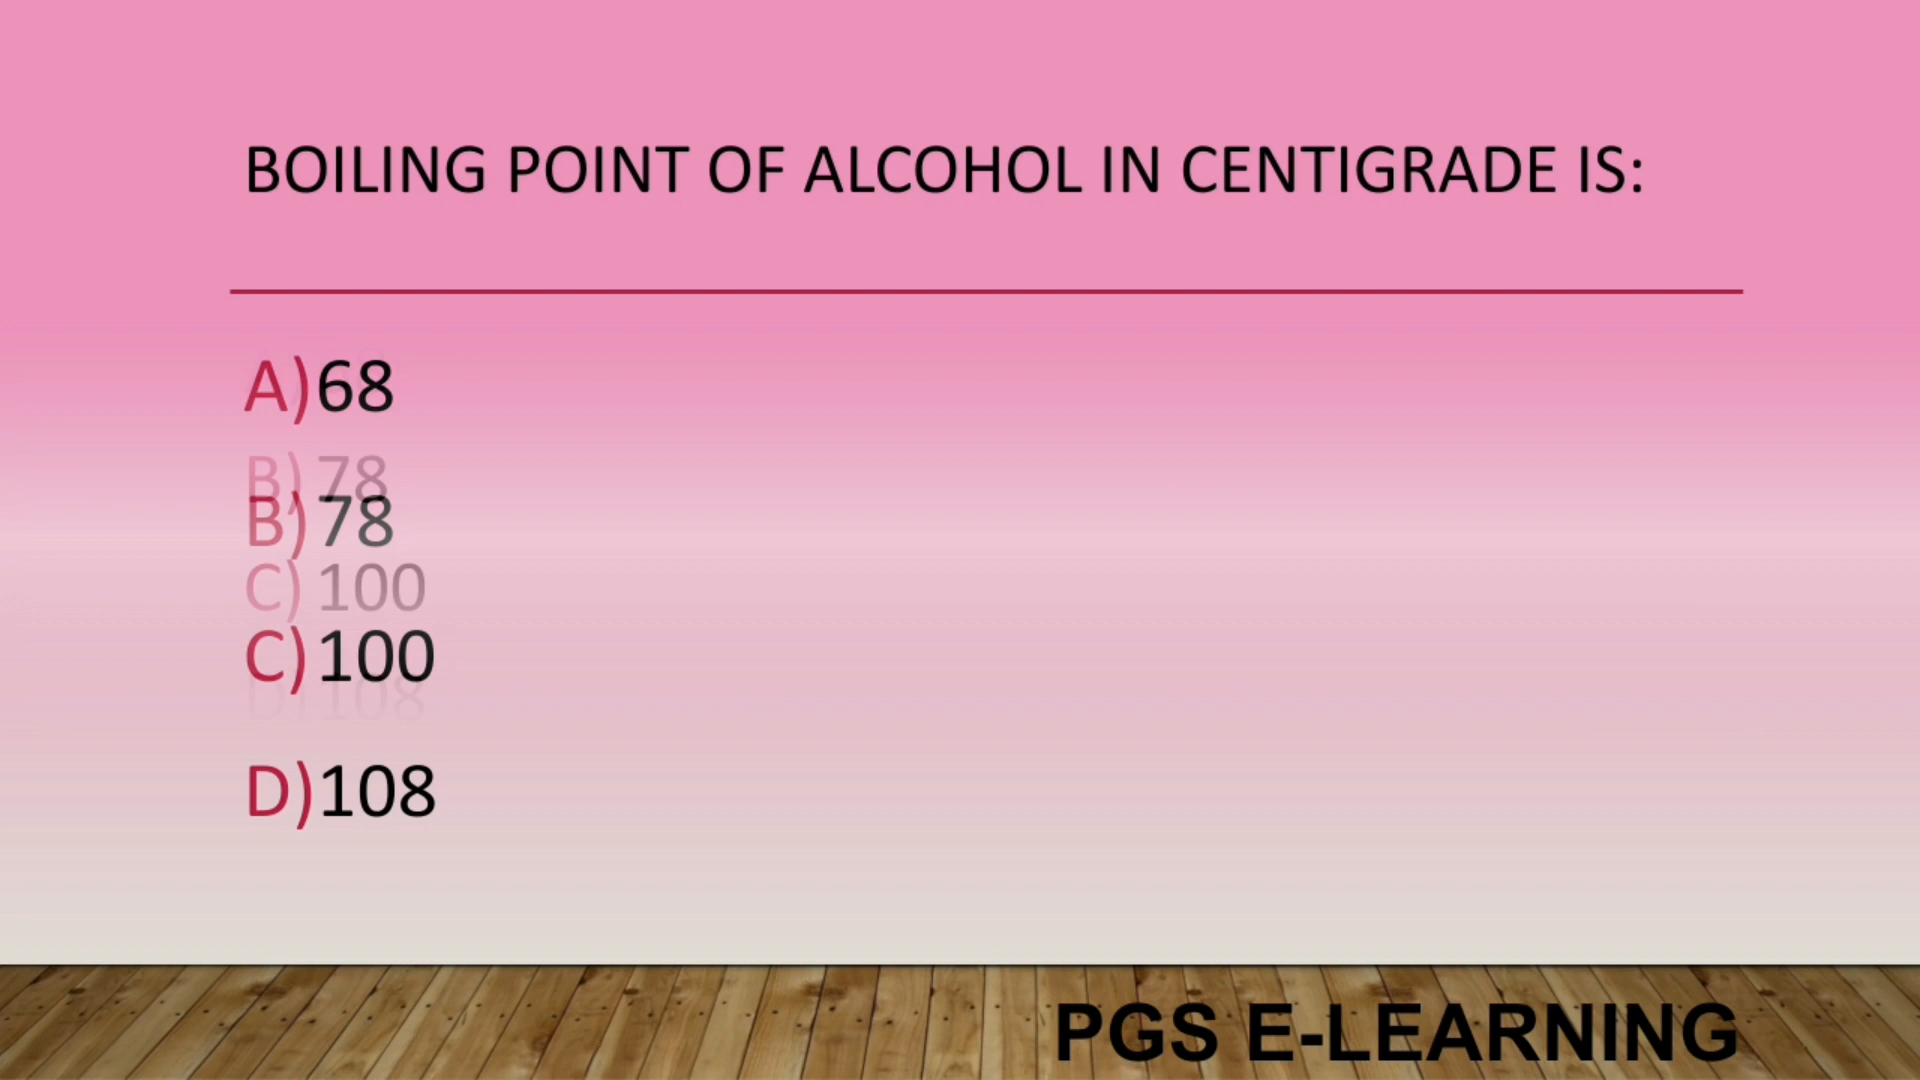 BOILING POINT OF ALCOHOL IN CENTIGRADE IS:
A)68
B) 78
B)78
C) 100
C)100
D)108
PGS E-LEARNING